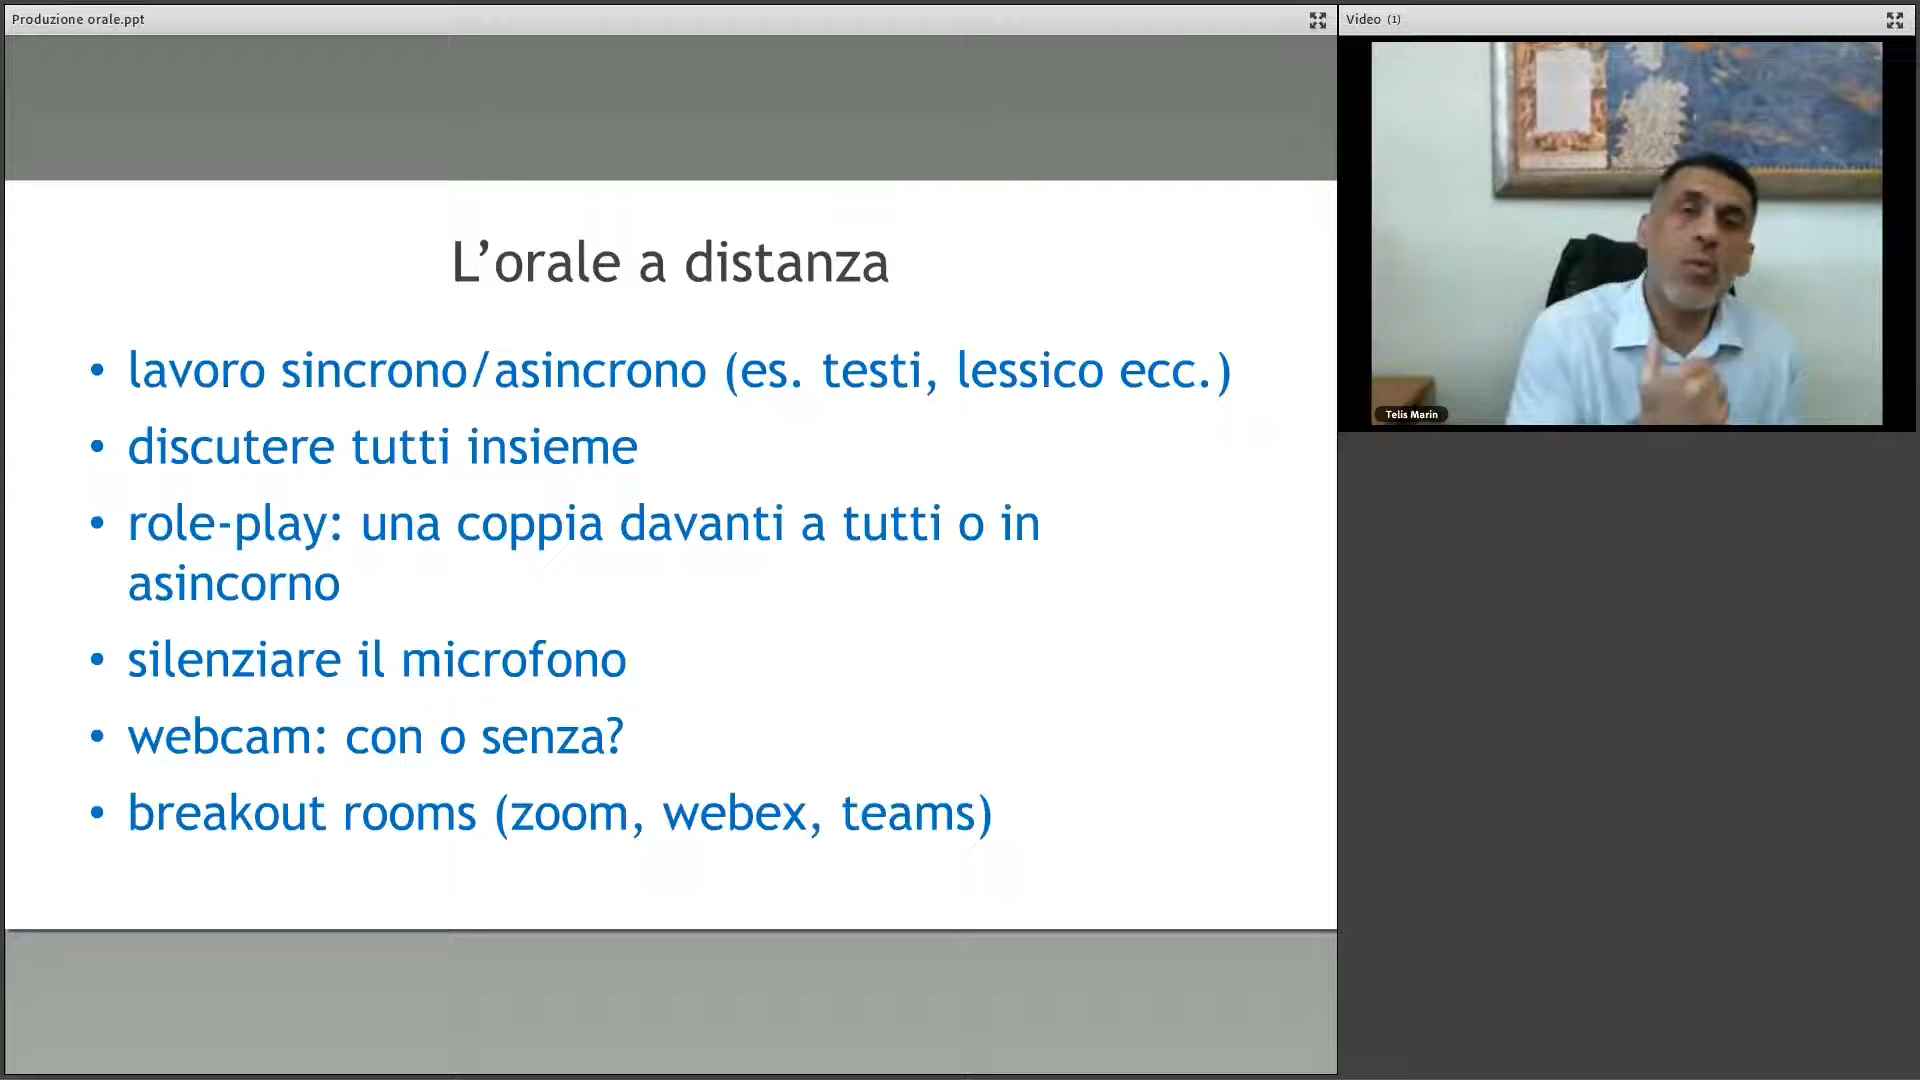 Produzione orale.ppt
Video (1)
L’orale a distanza
• lavoro sincrono/asincrono (es. testi, lessico ecc.)
• discutere tutti insieme
• role-play: una coppia davanti a tutti o in
asincorno
• silenziare il microfono
• webcam: con o senza?
• breakout rooms (zoom, webex, teams)
Telis Marin